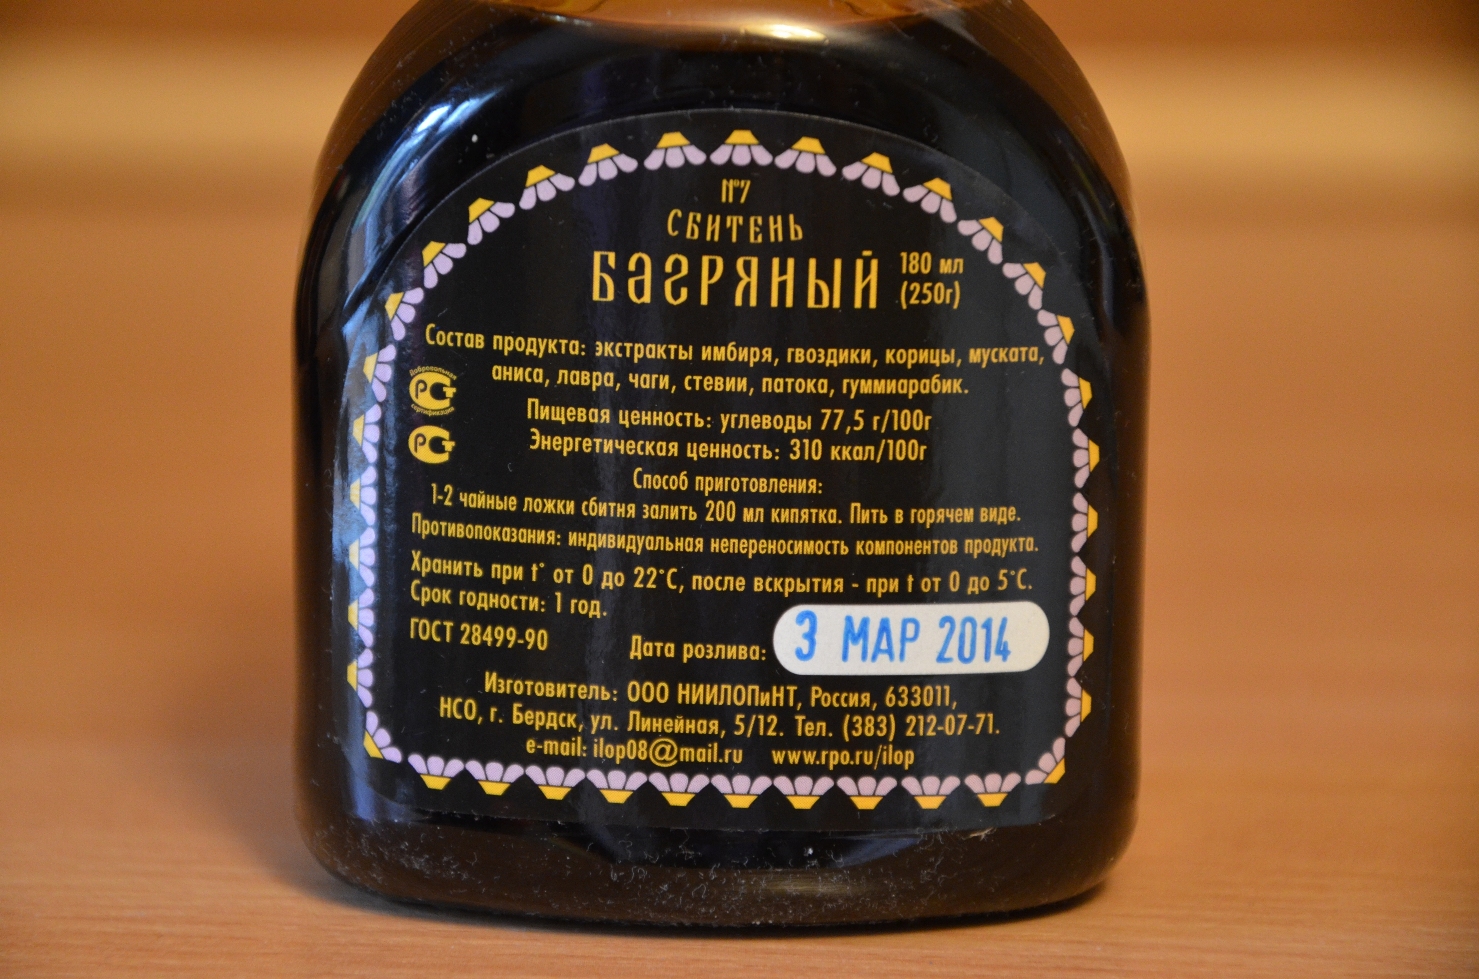 №7
СБИТЕНЬ
БАГРЯНЫЙ
180 мл
(250г)
Состав продукта: экстракты имбиря, гвоздики, корицы, муската,
аниса, лавра, чаги, стевии, патока, гуммиарабик.
Добровольная
РСТ
сертификация
РСТ
Пищевая ценность: углеводы 77,5 г/100г
Энергетическая ценность: 310 ккал/100г
Способ приготовления:
1-2 чайные ложки сбитня залить 200 мл кипятка. Пить в горячем виде.
Противопоказания: индивидуальная непереносимость компонентов продукта.
Хранить при t° от 0 до 22°С, после вскрытия - при t от 0 до 5°С.
Срок годности: 1 год.
ГОСТ 28499-90
Дата розлива: 3 МАР 2014
Изготовитель: ООО НИИЛОПиНТ, Россия, 633011,
НСО, г. Бердск, ул. Линейная, 5/12. Тел. (383) 212-07-71.
e-mail: ilop08@mail.ru www.rpo.ru/ilop